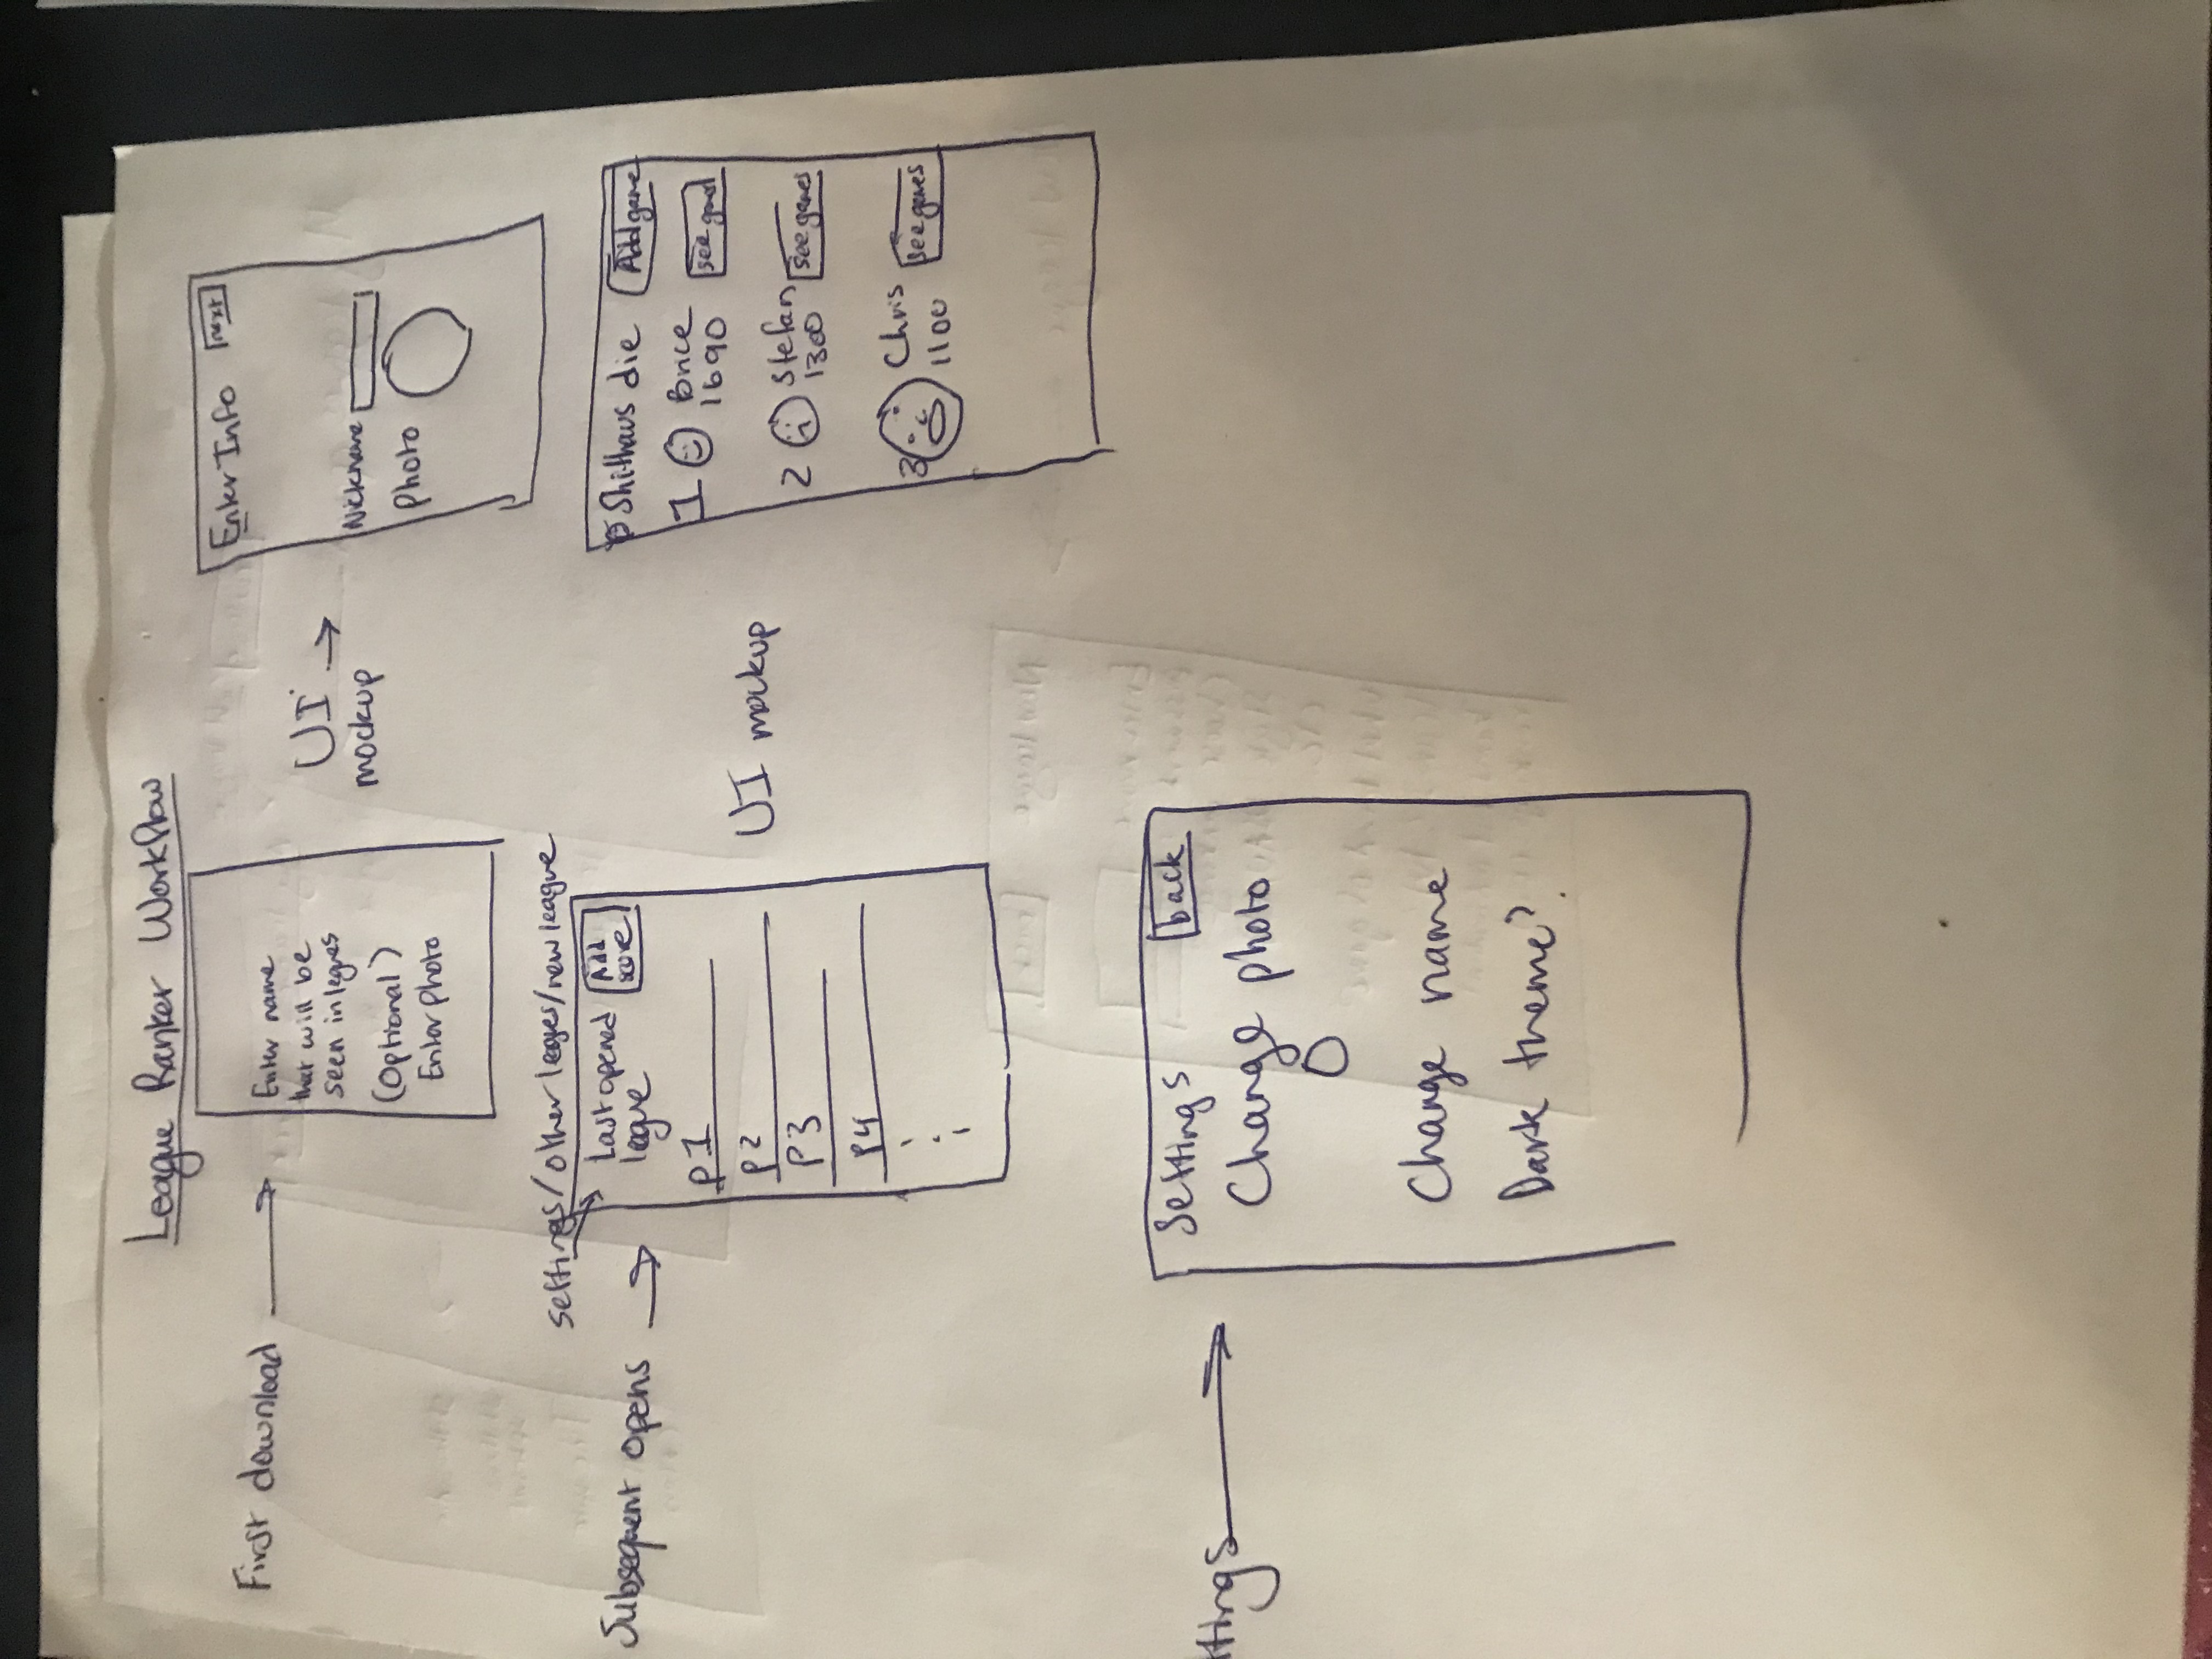 League Ranker Workflow
First download
Enter name
that will be
seen in legues
(Optional)
Enter photo
UI
mockup
Enter Info
next
Nickname
Photo
settings/other legues/new league
Subsequent opens
Last opened
legue
Add
score
P1
P2
P3
P4
UI mockup
Shithaus die
Add game
1 Brice
1690
see games
2 Stefan
1300
see games
3 Chris
1100
see games
ttings
Settings
back
Change photo
Change name
Dark theme?